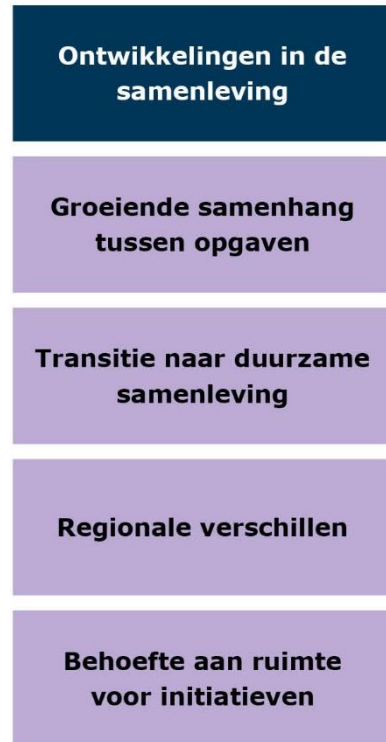 Ontwikkelingen in de
samenleving
Groeiende samenhang
tussen opgaven
Transitie naar duurzame
samenleving
Regionale verschillen
Behoefte aan ruimte
voor initiatieven